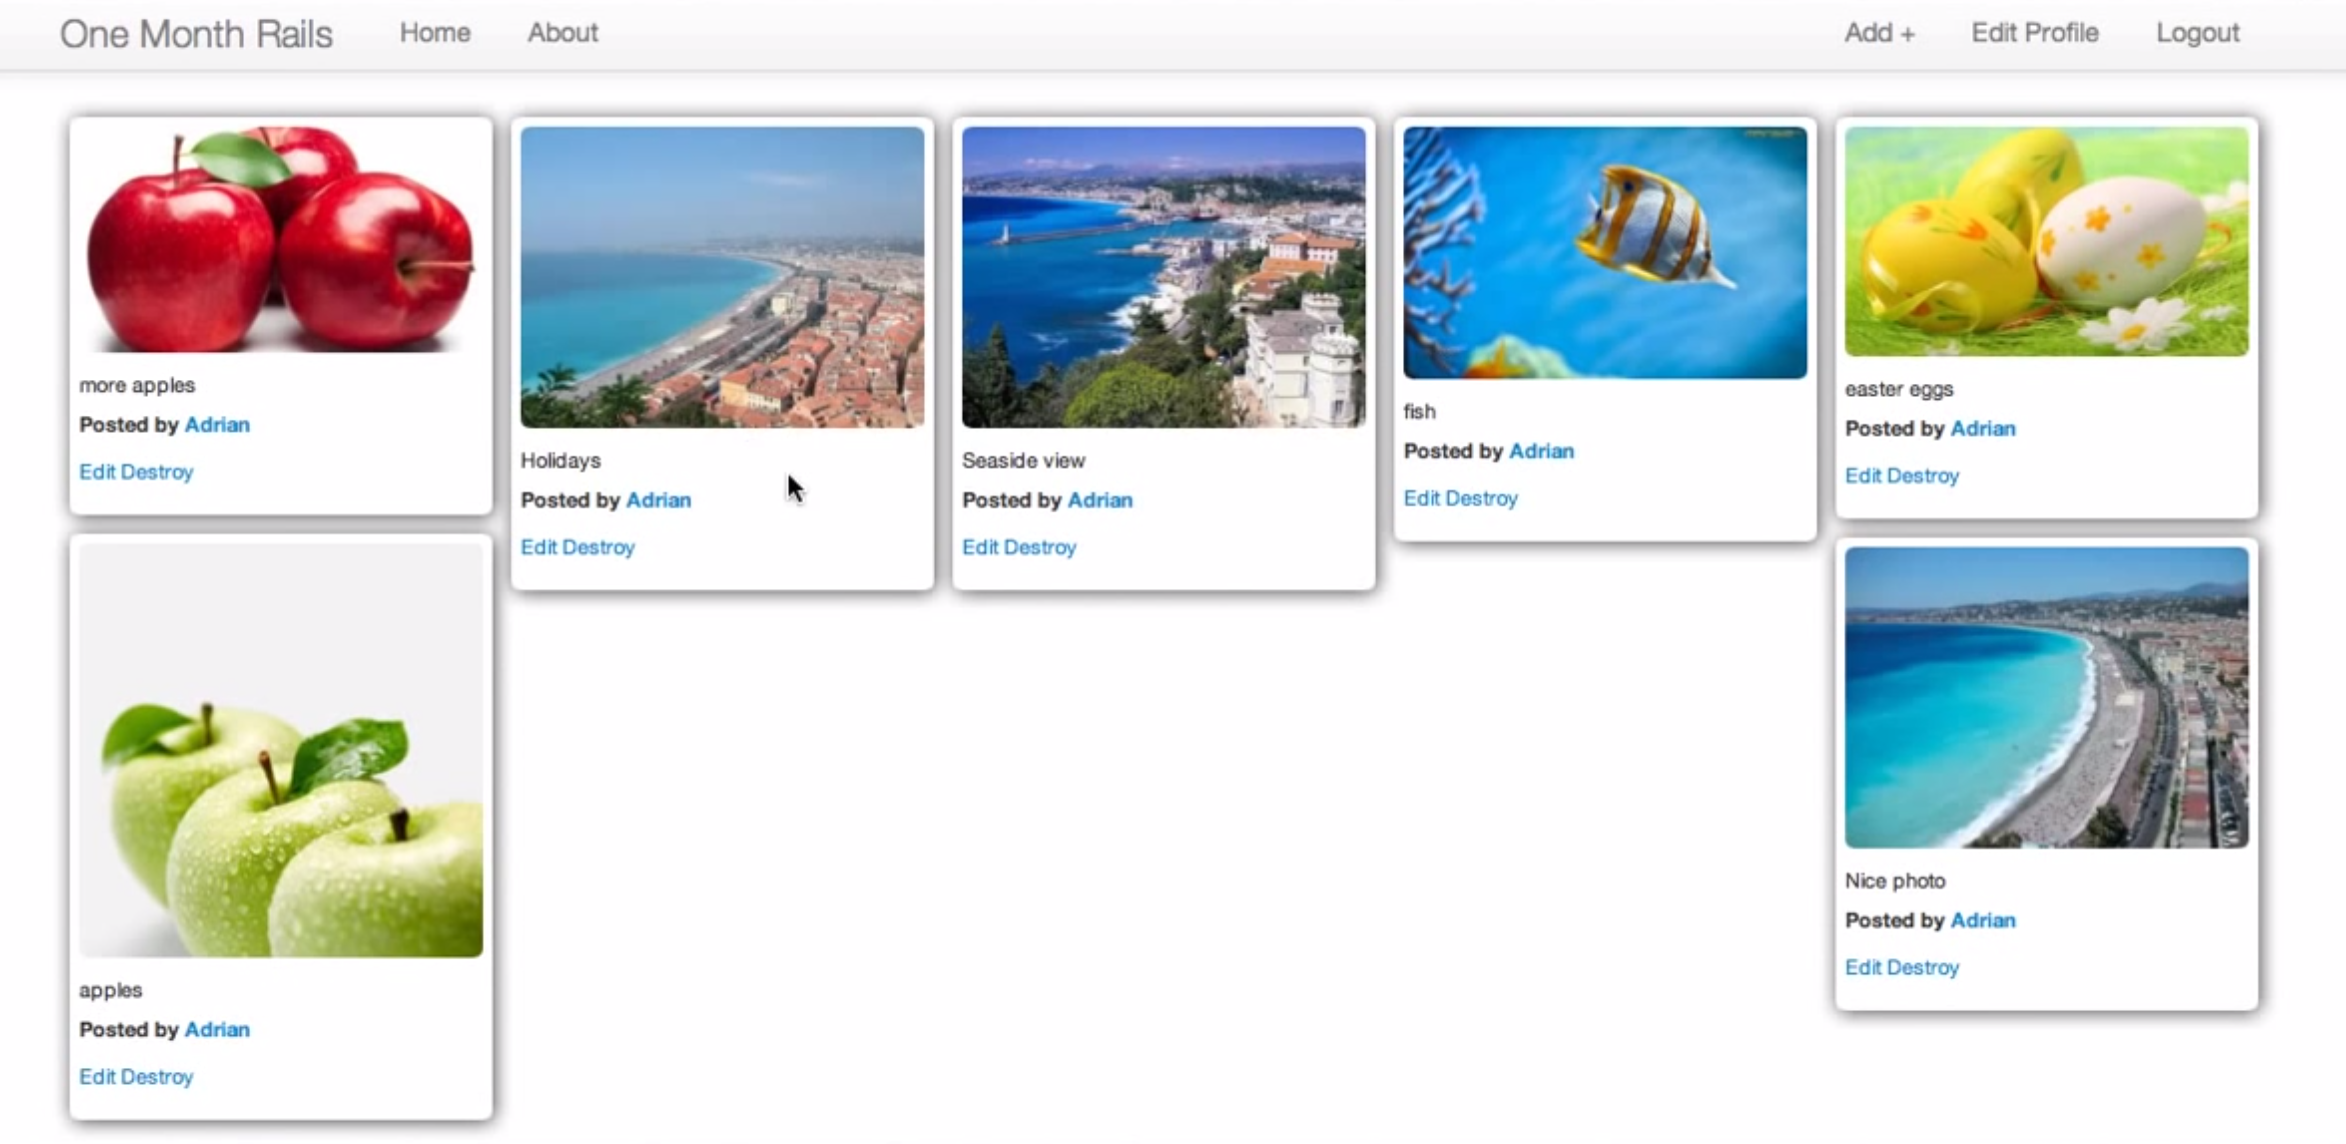 One Month Rails Home About Add + Edit Profile Logout
more apples
Posted by Adrian
Edit Destroy
Holidays
Posted by Adrian
Edit Destroy
Seaside view
Posted by Adrian
Edit Destroy
fish
Posted by Adrian
Edit Destroy
easter eggs
Posted by Adrian
Edit Destroy
apples
Posted by Adrian
Edit Destroy
Nice photo
Posted by Adrian
Edit Destroy